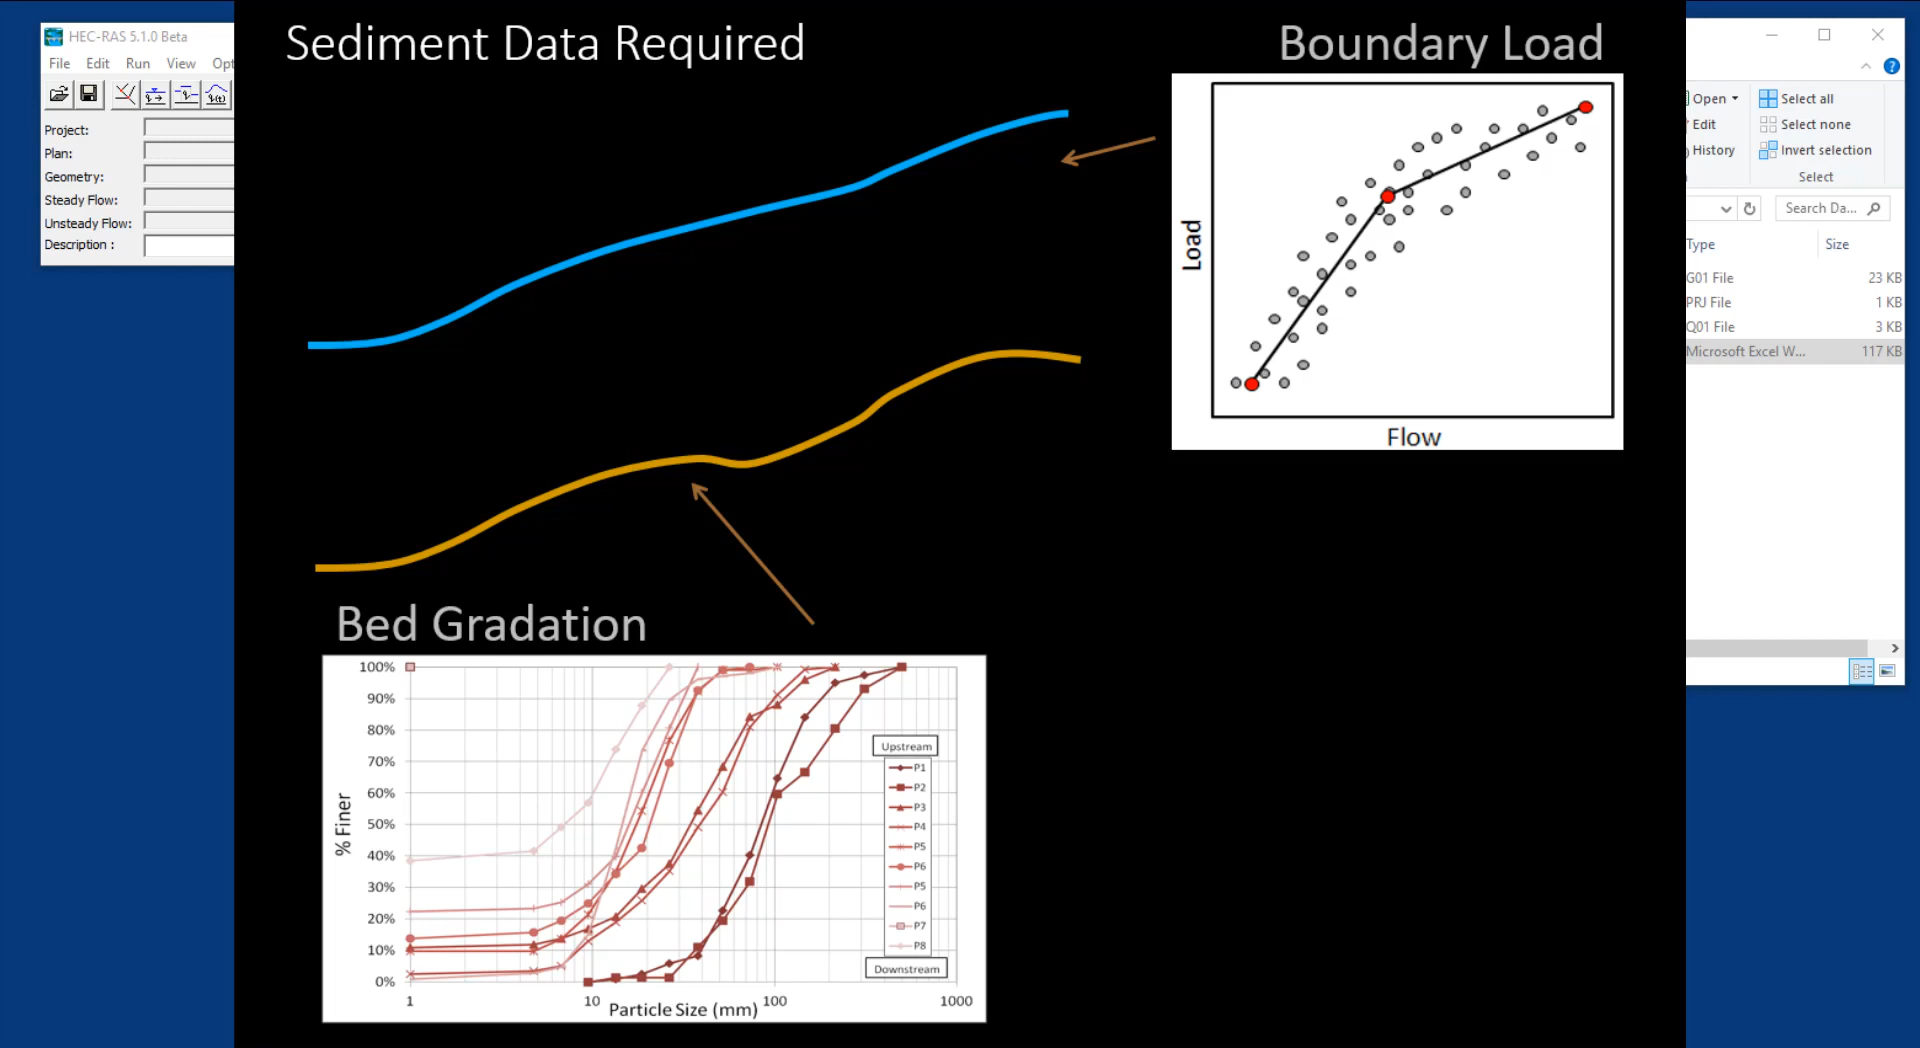 HEC-RAS 5.1.0 Beta
File Edit Run View Opt
Project:
Plan:
Geometry:
Steady Flow:
Unsteady Flow:
Description :
Sediment Data Required
Boundary Load
Load
Flow
Bed Gradation
100%
90%
80%
70%
60%
50%
40%
30%
20%
10%
0%
% Finer
1 10 100 1000
Particle Size (mm)
Upstream
P1
P2
P3
P4
P5
P6
P5
P6
P7
P8
Downstream
Open Select all
Edit Select none
History Invert selection
Select
Search Da...
Type Size
G01 File 23 KB
PRJ File 1 KB
Q01 File 3 KB
Microsoft Excel W... 117 KB